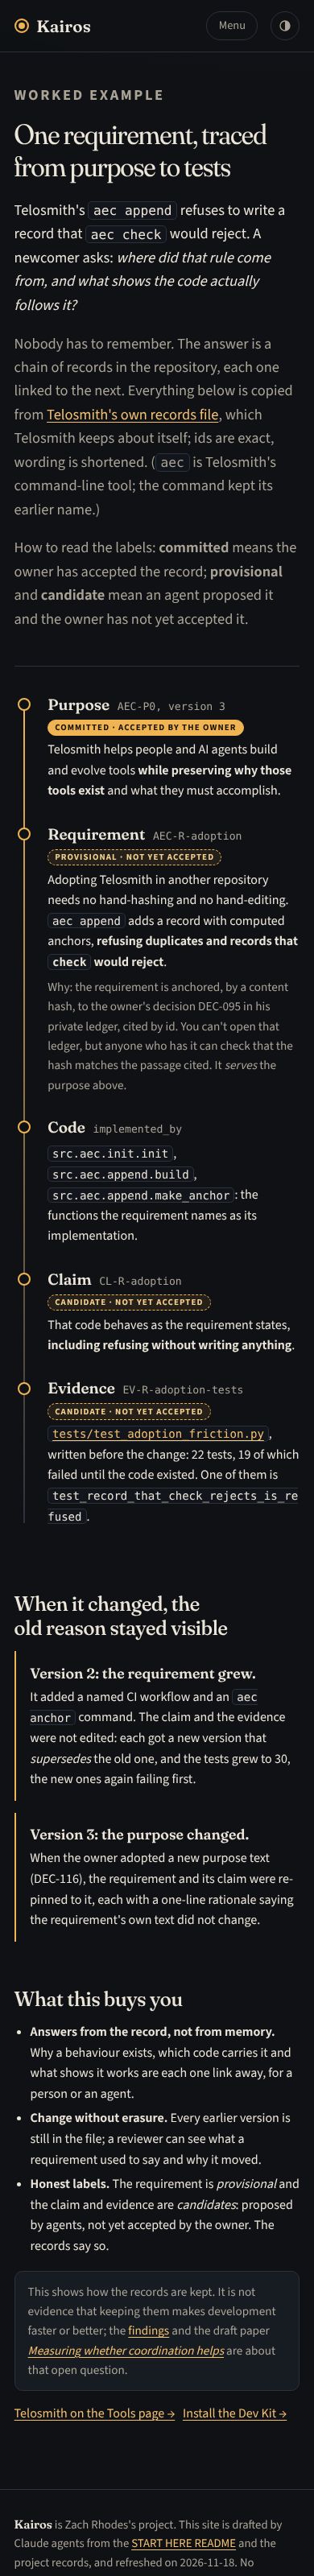 Kairos
Menu
WORKED EXAMPLE
One requirement, traced
from purpose to tests
Telosmith's aec append refuses to write a
record that aec check would reject. A
newcomer asks: where did that rule come
from, and what shows the code actually
follows it?
Nobody has to remember. The answer is a
chain of records in the repository, each one
linked to the next. Everything below is copied
from Telosmith's own records file, which
Telosmith keeps about itself; ids are exact,
wording is shortened. (aec is Telosmith's
command-line tool; the command kept its
earlier name.)
How to read the labels: committed means the
owner has accepted the record; provisional
and candidate mean an agent proposed it
and the owner has not yet accepted it.
Purpose AEC-P0, version 3
COMMITTED · ACCEPTED BY THE OWNER
Telosmith helps people and AI agents build
and evolve tools while preserving why those
tools exist and what they must accomplish.
Requirement AEC-R-adoption
PROVISIONAL · NOT YET ACCEPTED
Adopting Telosmith in another repository
needs no hand-hashing and no hand-editing.
aec append adds a record with computed
anchors, refusing duplicates and records that
check would reject.
Why: the requirement is anchored, by a content
hash, to the owner's decision DEC-095 in his
private ledger, cited by id. You can't open that
ledger, but anyone who has it can check that the
hash matches the passage cited. It serves the
purpose above.
Code implemented_by
src.aec.init.init,
src.aec.append.build,
src.aec.append.make_anchor: the
functions the requirement names as its
implementation.
Claim CL-R-adoption
CANDIDATE · NOT YET ACCEPTED
That code behaves as the requirement states,
including refusing without writing anything.
Evidence EV-R-adoption-tests
CANDIDATE · NOT YET ACCEPTED
tests/test_adoption_friction.py,
written before the change: 22 tests, 19 of which
failed until the code existed. One of them is
test_record_that_check_rejects_is_re
fused.
When it changed, the
old reason stayed visible
Version 2: the requirement grew.
It added a named CI workflow and an aec
anchor command. The claim and the evidence
were not edited: each got a new version that
supersedes the old one, and the tests grew to 30,
the new ones again failing first.
Version 3: the purpose changed.
When the owner adopted a new purpose text
(DEC-116), the requirement and its claim were re-
pinned to it, each with a one-line rationale saying
the requirement's own text did not change.
What this buys you
• Answers from the record, not from memory.
Why a behaviour exists, which code carries it and
what shows it works are each one link away, for a
person or an agent.
• Change without erasure. Every earlier version is
still in the file; a reviewer can see what a
requirement used to say and why it moved.
• Honest labels. The requirement is provisional and
the claim and evidence are candidates: proposed
by agents, not yet accepted by the owner. The
records say so.
This shows how the records are kept. It is not
evidence that keeping them makes development
faster or better; the findings and the draft paper
Measuring whether coordination helps are about
that open question.
Telosmith on the Tools page → Install the Dev Kit →
Kairos is Zach Rhodes's project. This site is drafted by
Claude agents from the START HERE README and the
project records, and refreshed on 2026-11-18. No